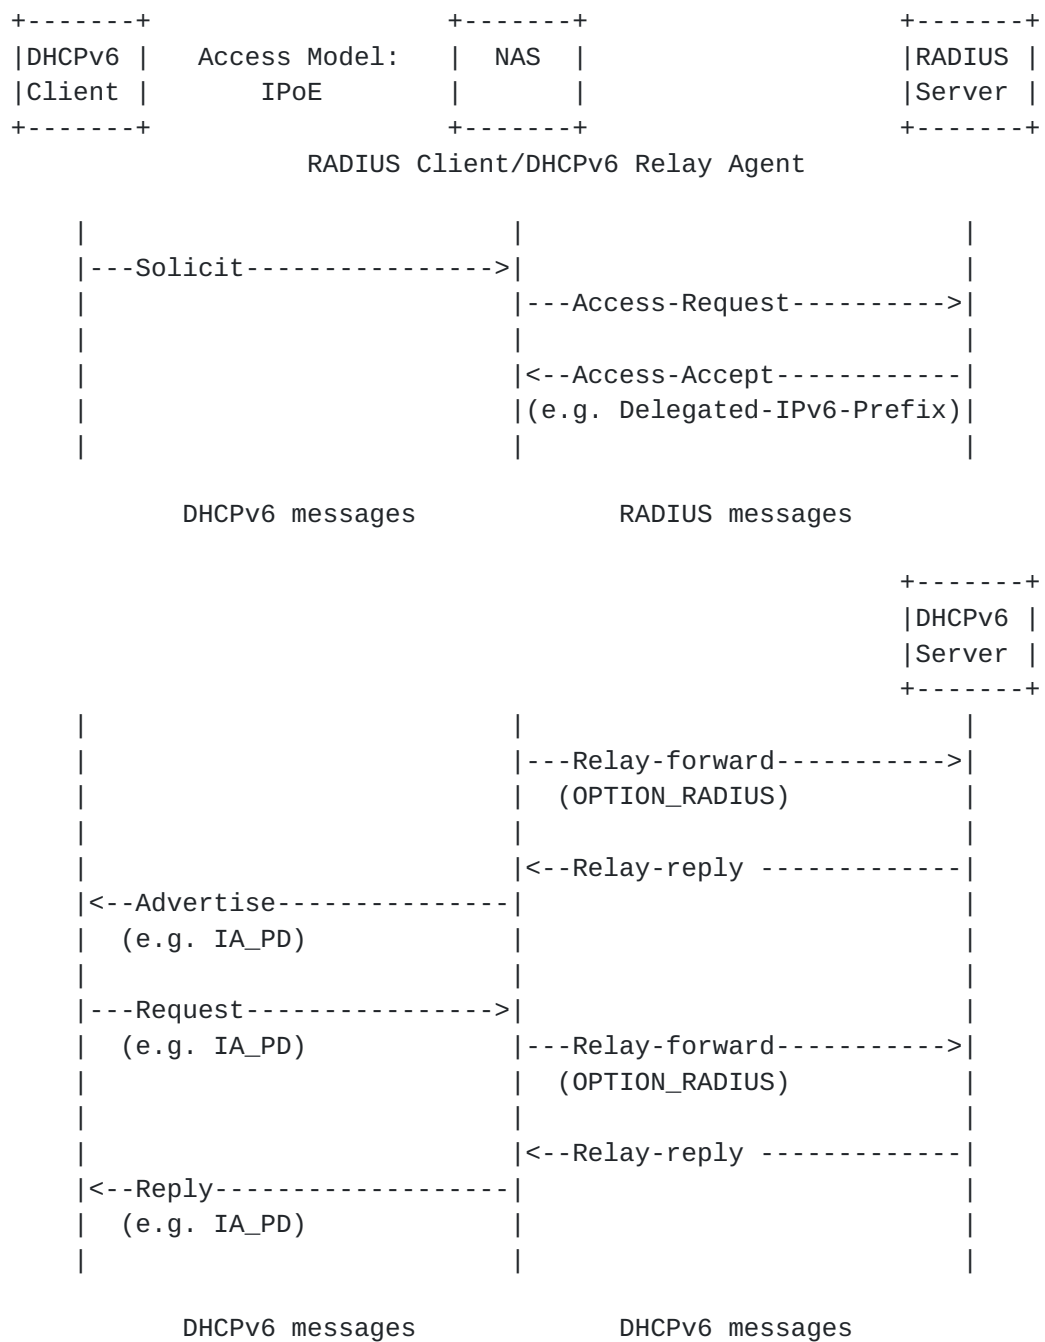 +-------+                   +-------+                    +-------+
|DHCPv6 |   Access Model:   |  NAS  |                    |RADIUS |
|Client |       IPoE        |       |                    |Server |
+-------+                   +-------+                    +-------+
                   RADIUS Client/DHCPv6 Relay Agent

    |                           |                            |
    |---Solicit---------------->|                            |
    |                           |---Access-Request---------->|
    |                           |                            |
    |                           |<--Access-Accept------------|
    |                           |(e.g. Delegated-IPv6-Prefix)|
    |                           |                            |

           DHCPv6 messages             RADIUS messages

                                                         +-------+
                                                         |DHCPv6 |
                                                         |Server |
                                                         +-------+
    |                           |                            |
    |                           |---Relay-forward----------->|
    |                           |  (OPTION_RADIUS)           |
    |                           |                            |
    |                           |<--Relay-reply -------------|
    |<--Advertise---------------|                            |
    |  (e.g. IA_PD)             |                            |
    |                           |                            |
    |---Request---------------->|                            |
    |  (e.g. IA_PD)             |---Relay-forward----------->|
    |                           |  (OPTION_RADIUS)           |
    |                           |                            |
    |                           |<--Relay-reply -------------|
    |<--Reply-------------------|                            |
    |  (e.g. IA_PD)             |                            |
    |                           |                            |

           DHCPv6 messages             DHCPv6 messages